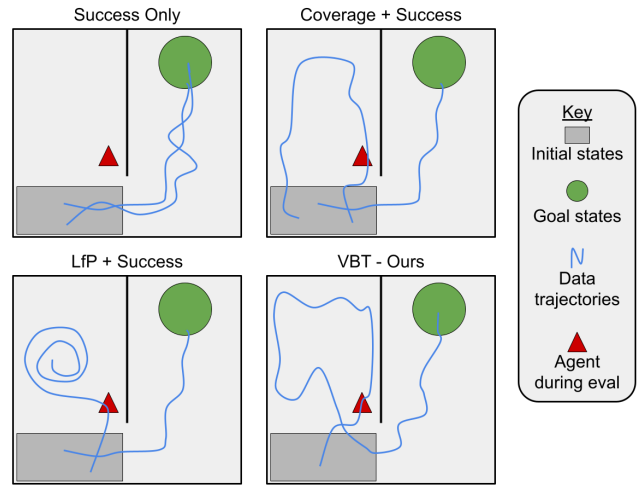 Success Only
Coverage + Success
LfP + Success
VBT - Ours
Key
Initial states
Goal states
Data
trajectories
Agent
during eval